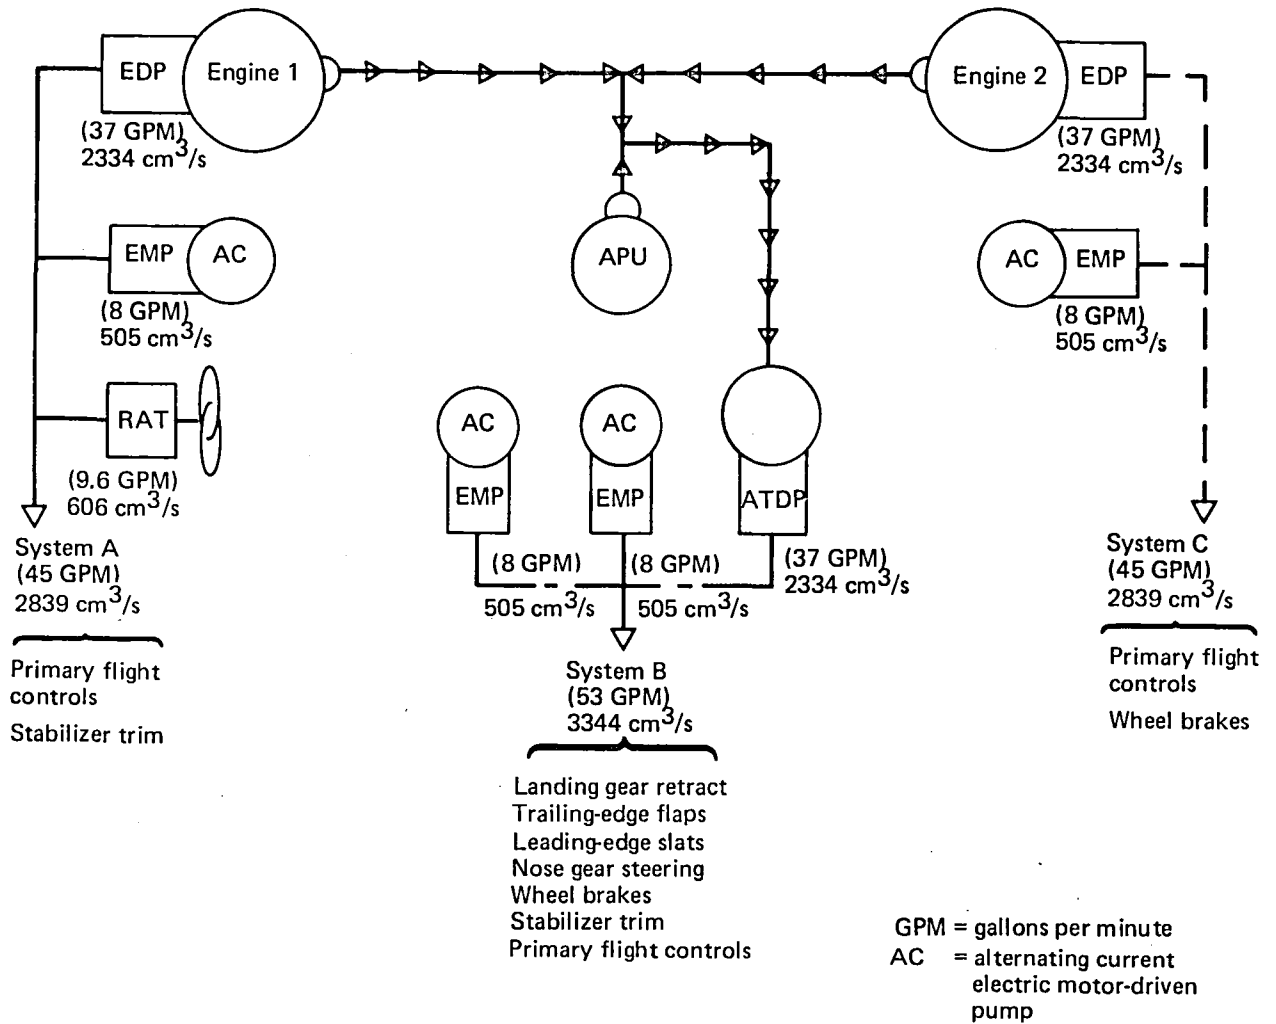 EDP
Engine 1
Engine 2
EDP
(37 GPM)
2334 cm³/s
(37 GPM)
2334 cm³/s
EMP
AC
APU
AC
EMP
(8 GPM)
505 cm³/s
(8 GPM)
505 cm³/s
RAT
AC
AC
(9.6 GPM)
606 cm³/s
EMP
EMP
ATDP
System A
(45 GPM)
2839 cm³/s
(8 GPM)
505 cm³/s
(8 GPM)
505 cm³/s
(37 GPM)
2334 cm³/s
System C
(45 GPM)
2839 cm³/s
Primary flight
controls
Stabilizer trim
System B
(53 GPM)
3344 cm³/s
Primary flight
controls
Wheel brakes
Landing gear retract
Trailing-edge flaps
Leading-edge slats
Nose gear steering
Wheel brakes
Stabilizer trim
Primary flight controls
GPM = gallons per minute
AC = alternating current
electric motor-driven
pump